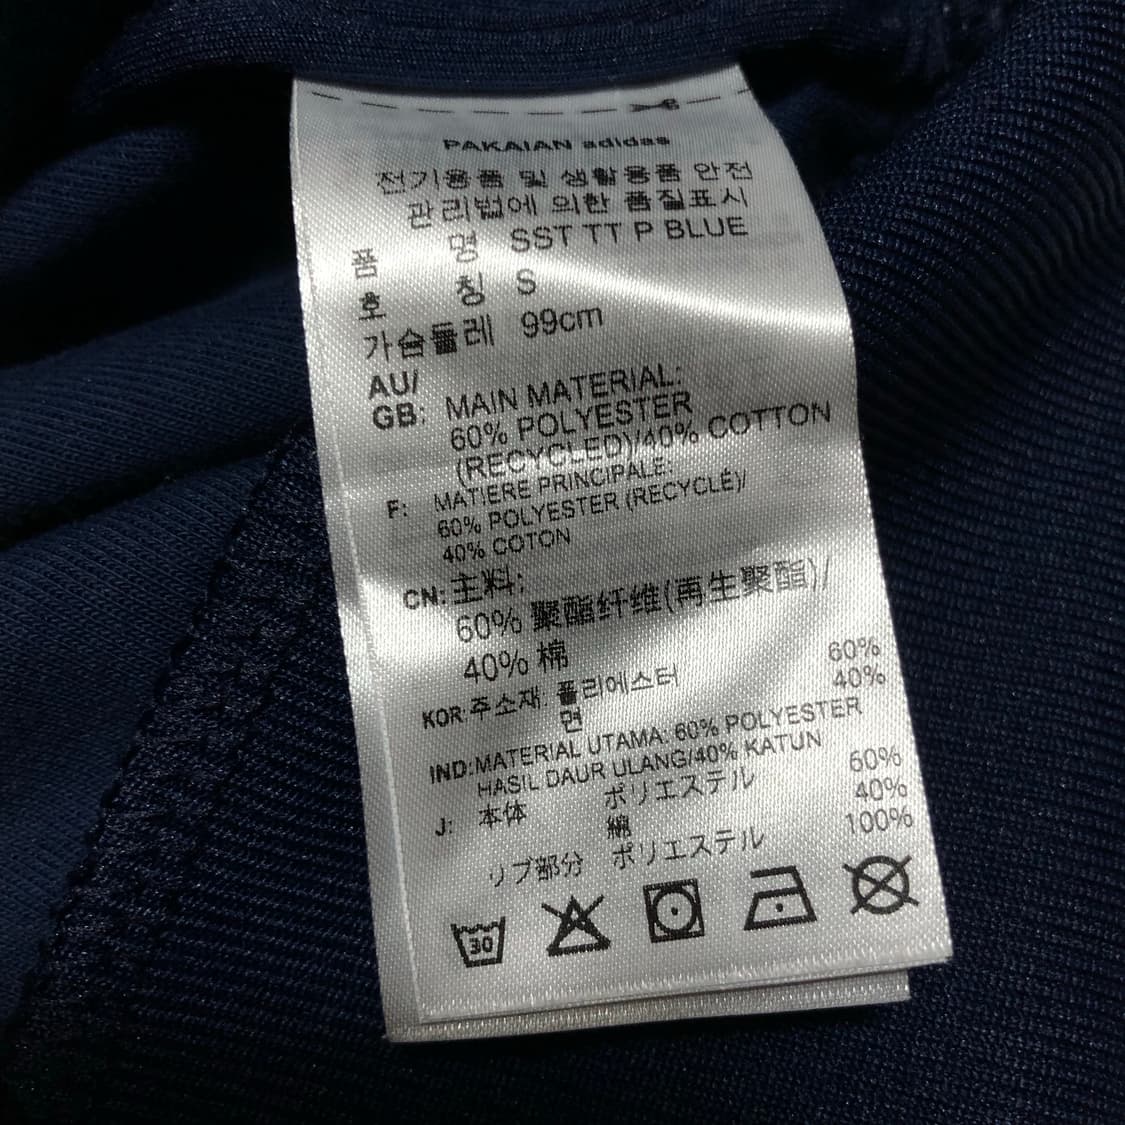 PAKAIAN adidas
전기용품 및 생활용품 안전
관리법에 의한 품질표시
품 명 SST TT P BLUE
호 칭 S
가슴둘레 99cm
AU/
GB: MAIN MATERIAL:
60% POLYESTER
(RECYCLED)/40% COTTON
F: MATIERE PRINCIPALE:
60% POLYESTER (RECYCLÉ)/
40% COTON
CN: 主料:
60% 聚酯纤维(再生聚酯)/
40% 棉
KOR: 주소재: 폴리에스터 60%
면 40%
IND: MATERIAL UTAMA: 60% POLYESTER
HASIL DAUR ULANG/40% KATUN
J: 本体 ポリエステル 60%
綿 40%
リブ部分 ポリエステル 100%
30